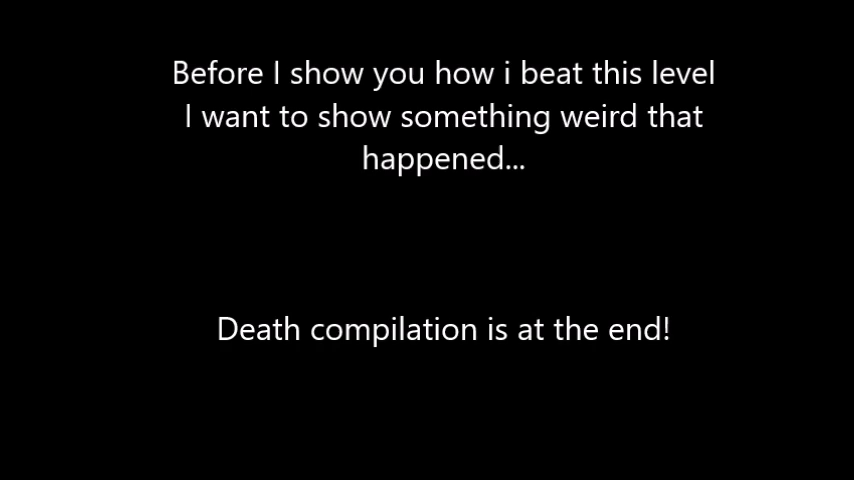 Before I show you how i beat this level
I want to show something weird that
happened...
Death compilation is at the end!